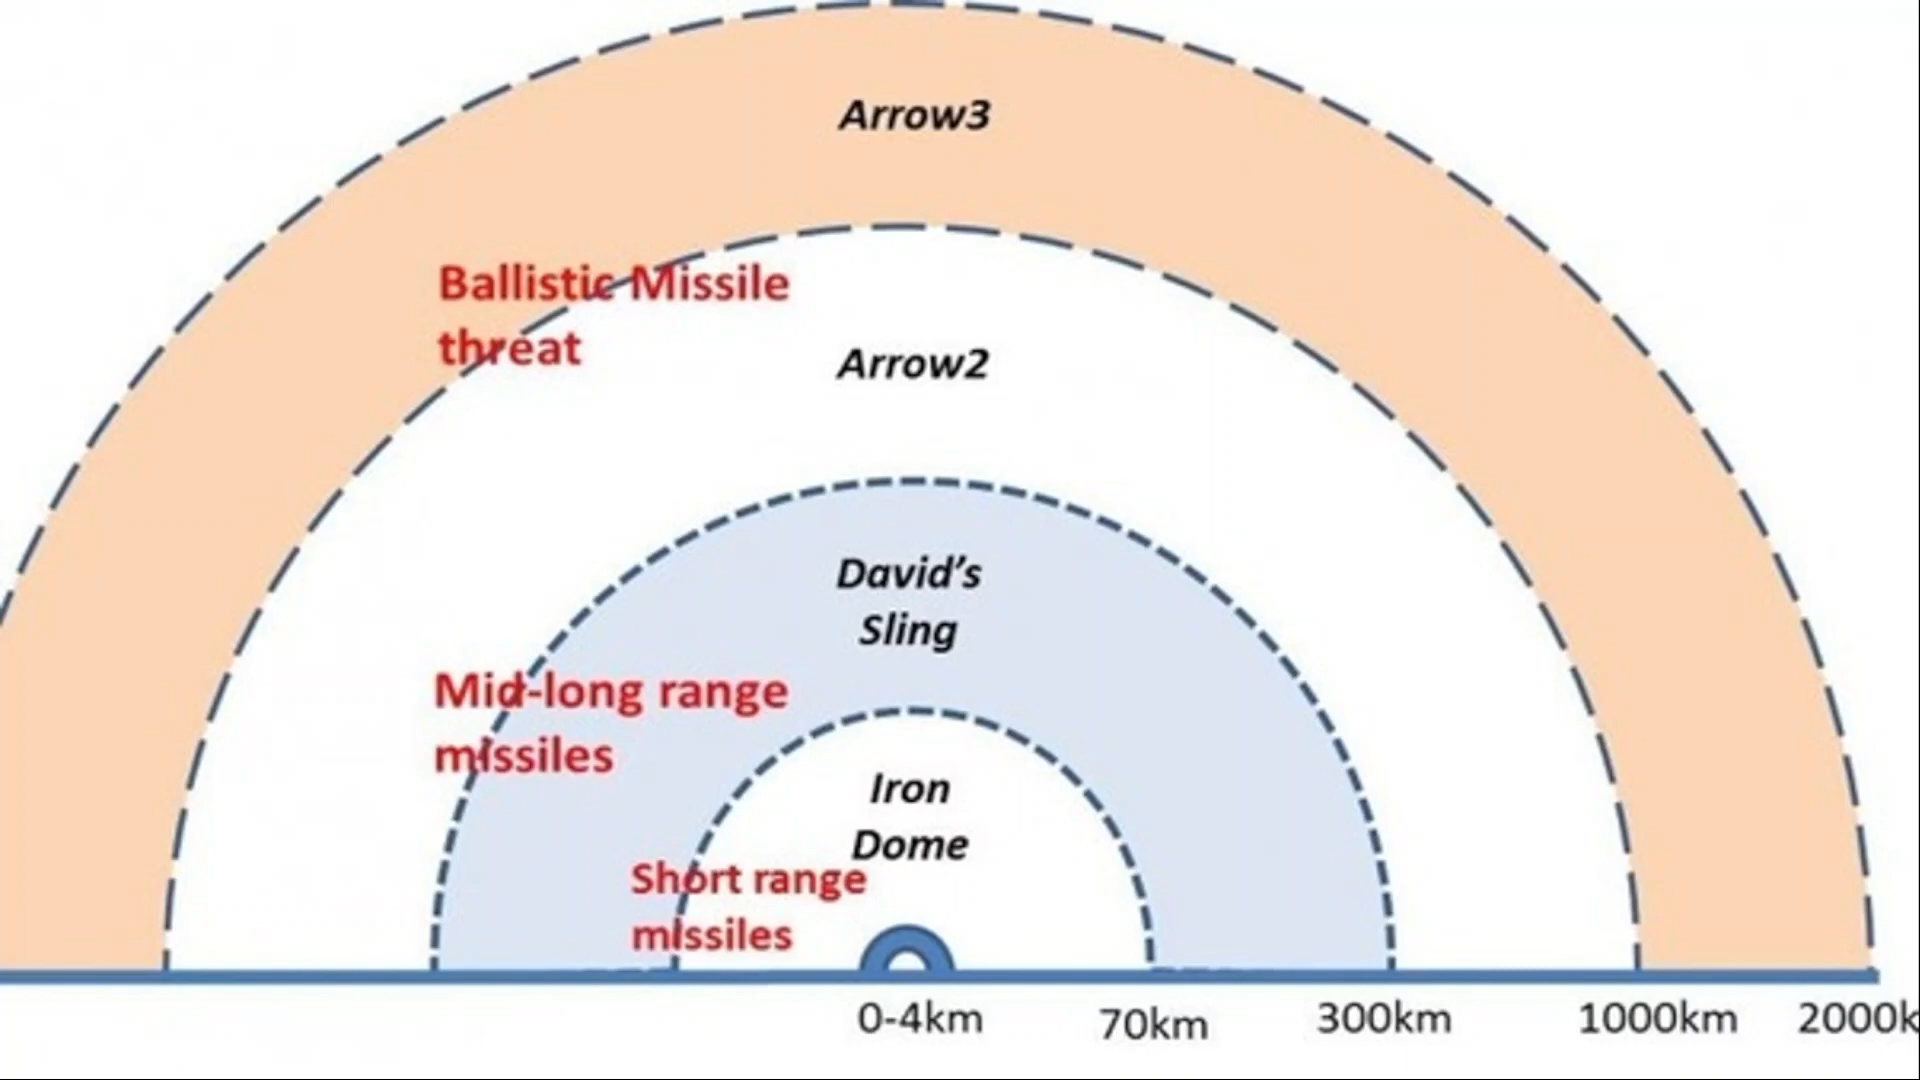 Arrow3
Ballistic Missile
threat
Arrow2
David’s
Sling
Mid-long range
missiles
Iron
Dome
Short range
missiles
0-4km
70km
300km
1000km
2000k